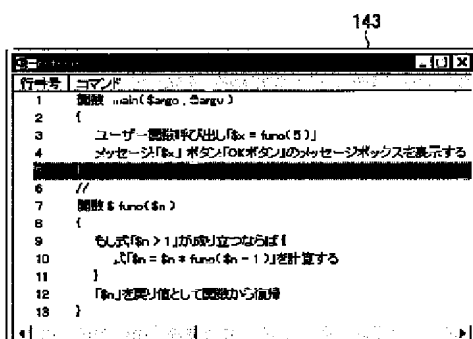 143
行番号 コマンド
1 関数 main( $argc , $argv )
2 {
3 ユーザー関数呼び出し「$x = func( 5 )」
4 メッセージ「$x」ボタン「OKボタン」のメッセージボックスを表示する
5 }
6 //
7 関数 $ func( $n )
8 {
9 もし式「$n > 1」が成り立つならば {
10 式「$n = $n * func( $n - 1 )」を計算する
11 }
12 「$n」を戻り値として関数から復帰
13 }